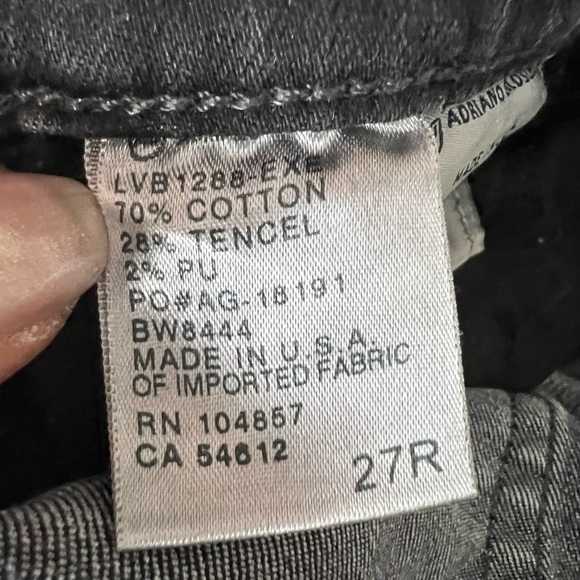 ADRIANO
LVB1288-EXE
70% COTTON
28% TENCEL
2% PU
PO#AG-18191
BW8444
MADE IN U.S.A.
OF IMPORTED FABRIC
RN 104857
CA 54612
27R